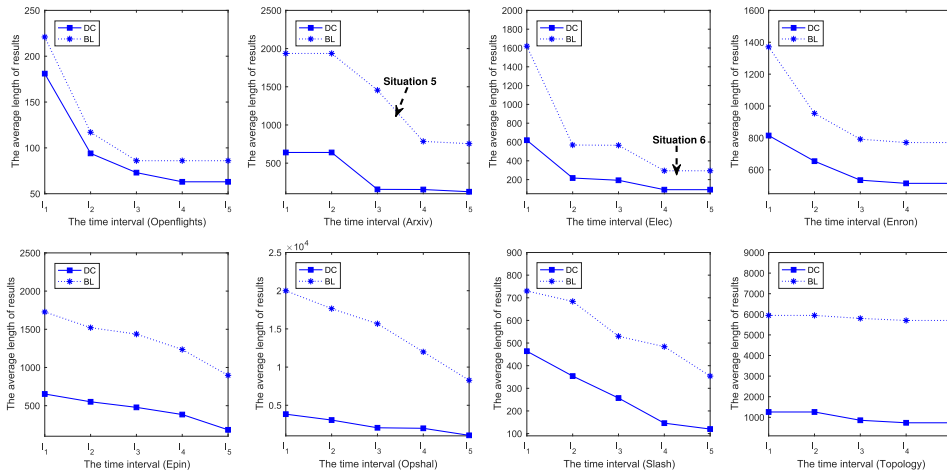 The average length of results
250
200
150
100
50
DC
BL
I1 I2 I3 I4 I5
The time interval (Openflights)
The average length of results
2500
2000
1500
1000
500
DC
BL
Situation 5
I1 I2 I3 I4 I5
The time interval (Arxiv)
The average length of results
2000
1800
1600
1400
1200
1000
800
600
400
200
DC
BL
Situation 6
I1 I2 I3 I4 I5
The time interval (Elec)
The average length of results
1600
1400
1200
1000
800
600
DC
BL
I1 I2 I3 I4 I5
The time interval (Enron)
The average length of results
2500
2000
1500
1000
500
DC
BL
I1 I2 I3 I4 I5
The time interval (Epin)
The average length of results
× 10^4
2.5
2
1.5
1
0.5
DC
BL
I1 I2 I3 I4 I5
The time interval (Opshal)
The average length of results
900
800
700
600
500
400
300
200
100
DC
BL
I1 I2 I3 I4 I5
The time interval (Slash)
The average length of results
9000
8000
7000
6000
5000
4000
3000
2000
1000
DC
BL
I1 I2 I3 I4 I5
The time interval (Topology)